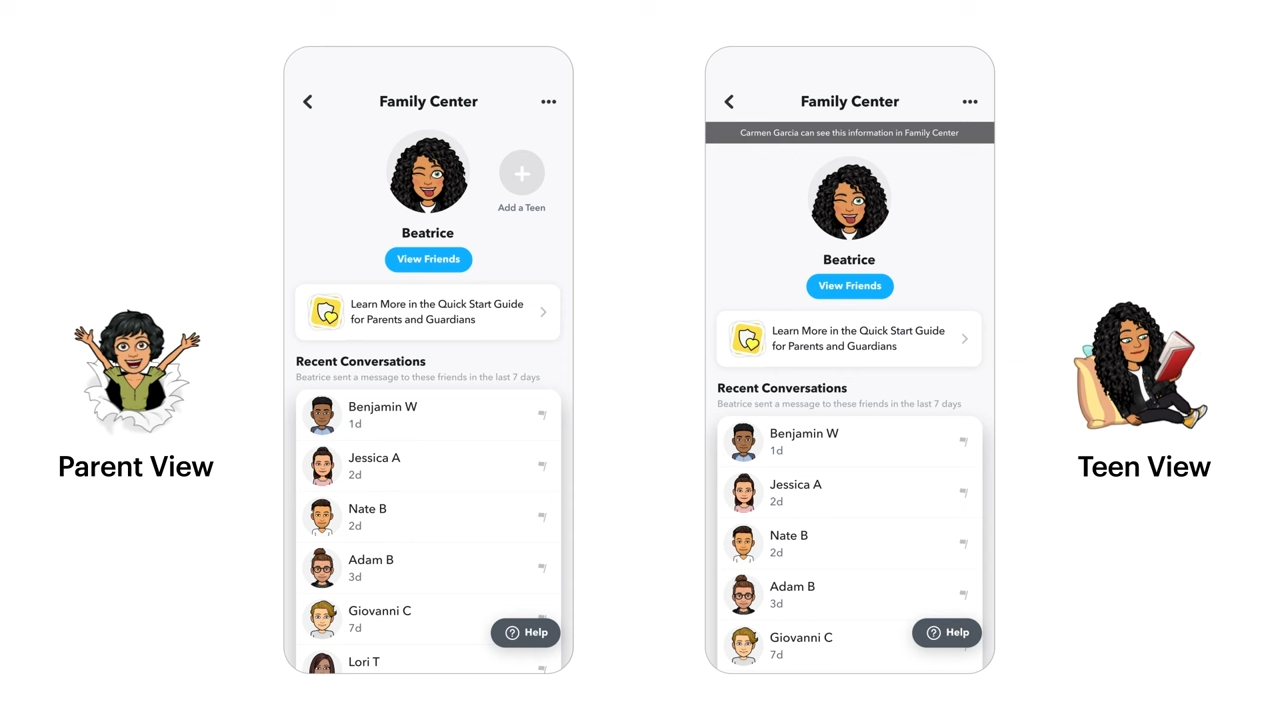 Parent View
Family Center
Add a Teen
Beatrice
View Friends
Learn More in the Quick Start Guide
for Parents and Guardians
Recent Conversations
Beatrice sent a message to these friends in the last 7 days
Benjamin W
1d
Jessica A
2d
Nate B
2d
Adam B
3d
Giovanni C
7d
Help
Lori T
Family Center
Carmen Garcia can see this information in Family Center
Beatrice
View Friends
Learn More in the Quick Start Guide
for Parents and Guardians
Recent Conversations
Beatrice sent a message to these friends in the last 7 days
Benjamin W
1d
Jessica A
2d
Nate B
2d
Adam B
3d
Giovanni C
7d
Help
Teen View